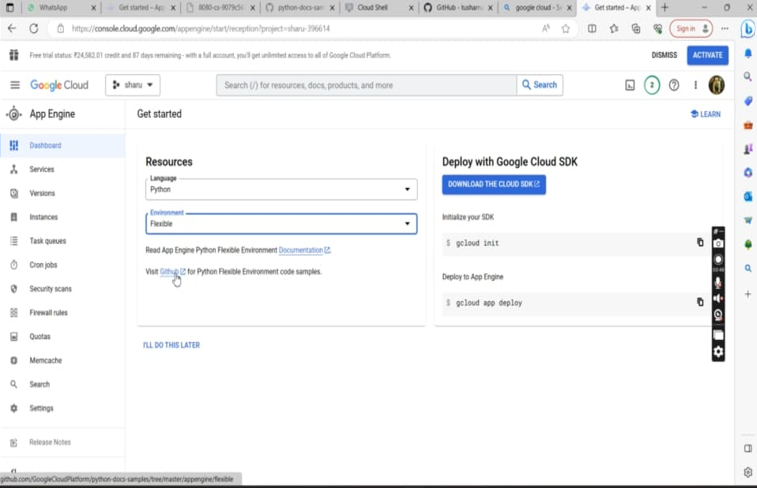 WhatsApp
Get started – Ap
8080-cs-9079c5
python-docs-sam
Cloud Shell
GitHub - tusham
google cloud - S
Get started – Ap
https://console.cloud.google.com/appengine/start/reception?project=sharu-396614
Sign in
Free trial status: ₹24,582.01 credit and 87 days remaining - with a full account, you'll get unlimited access to all of Google Cloud Platform.
DISMISS
ACTIVATE
Google Cloud
sharu
Search (/) for resources, docs, products, and more
Search
2
App Engine
Get started
LEARN
Dashboard
Services
Versions
Instances
Task queues
Cron jobs
Security scans
Firewall rules
Quotas
Memcache
Search
Settings
Release Notes
Resources
Language
Python
Environment
Flexible
Read App Engine Python Flexible Environment Documentation.
Visit Github for Python Flexible Environment code samples.
I'LL DO THIS LATER
Deploy with Google Cloud SDK
DOWNLOAD THE CLOUD SDK
Initialize your SDK
$ gcloud init
Deploy to App Engine
$ gcloud app deploy
github.com/GoogleCloudPlatform/python-docs-samples/tree/master/appengine/flexible